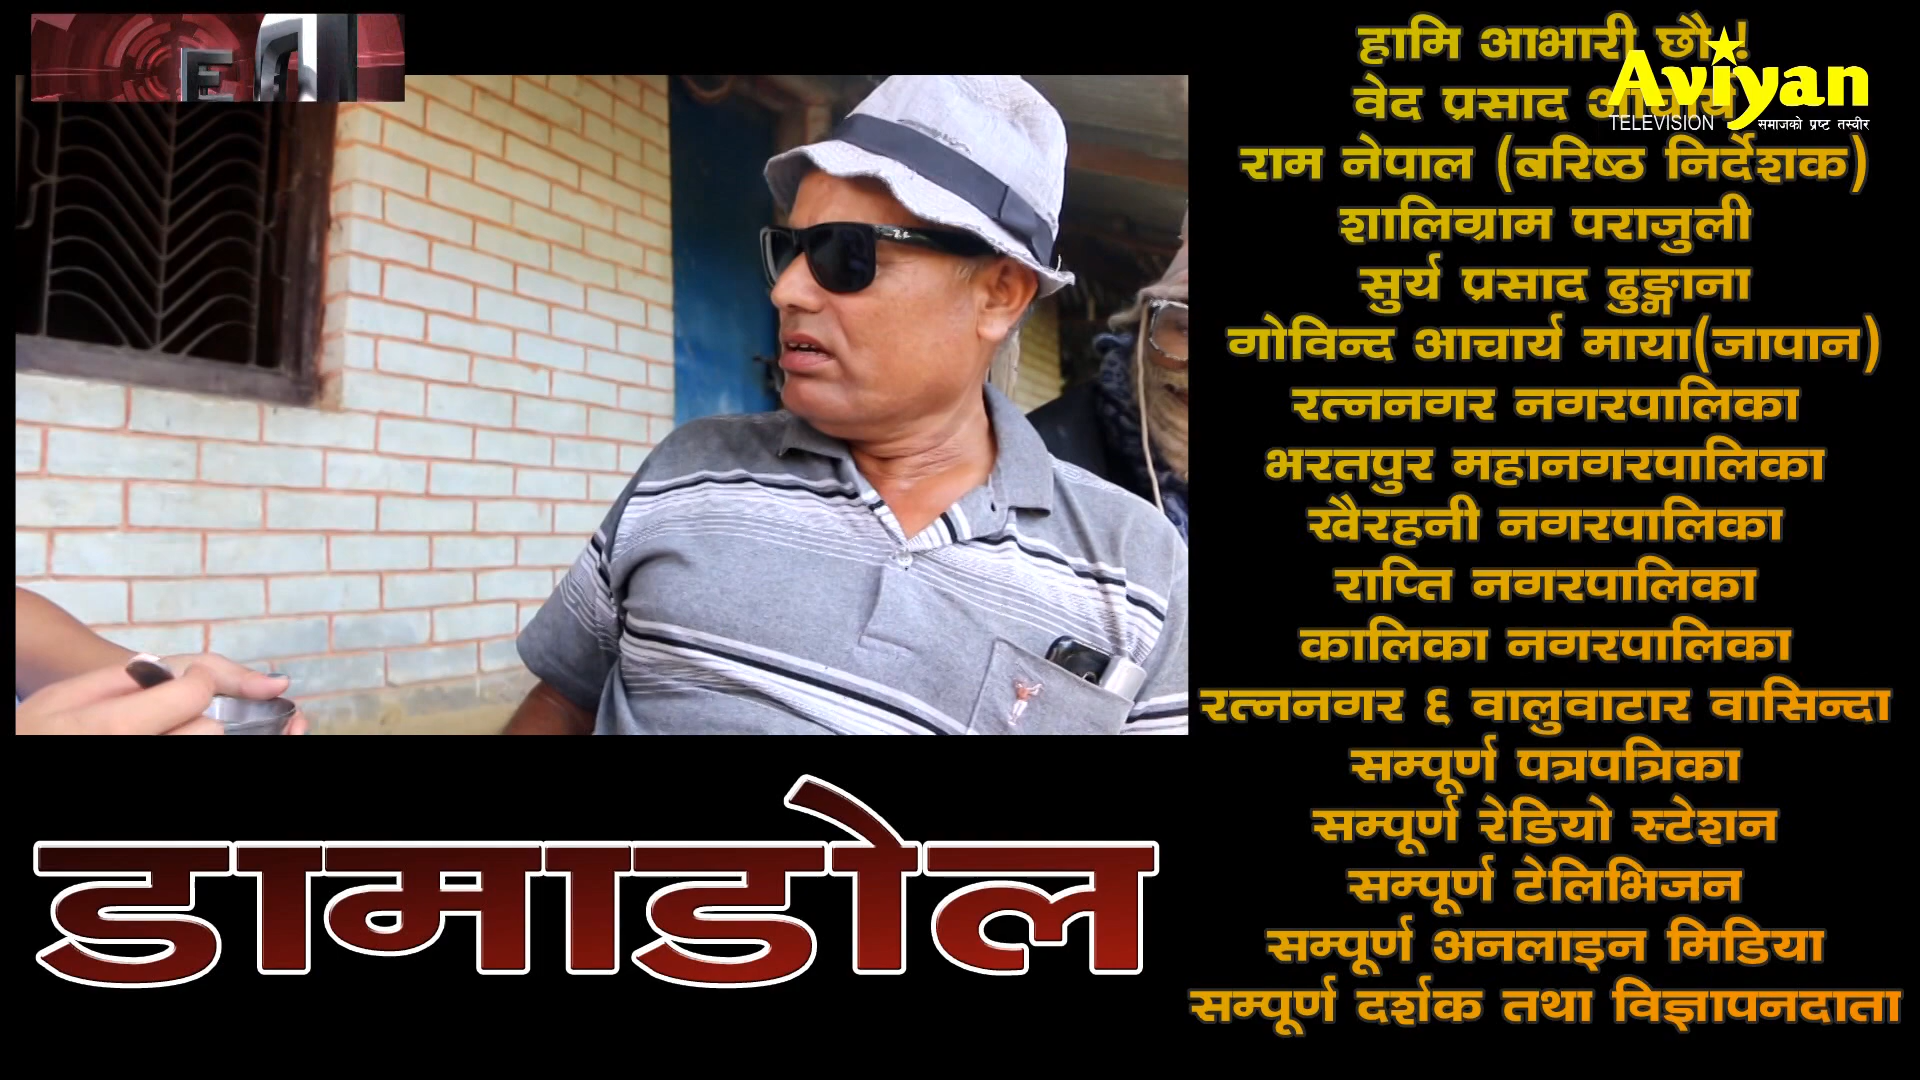 हामि आभारी छौं !
Aviyan
वेद प्रसाद आचार्य
TELEVISION समाजको प्रष्ट तस्वीर
राम नेपाल (बरिष्ठ निर्देशक)
शालिग्राम पराजुली
सुर्य प्रसाद ढुङ्गाना
गोविन्द आचार्य माया(जापान)
रत्ननगर नगरपालिका
भरतपुर महानगरपालिका
खैरहनी नगरपालिका
राप्ति नगरपालिका
कालिका नगरपालिका
रत्ननगर ६ वालुवाटार वासिन्दा
सम्पूर्ण पत्रपत्रिका
सम्पूर्ण रेडियो स्टेशन
सम्पूर्ण टेलिभिजन
सम्पूर्ण अनलाइन मिडिया
सम्पूर्ण दर्शक तथा विज्ञापनदाता
डामाडोल